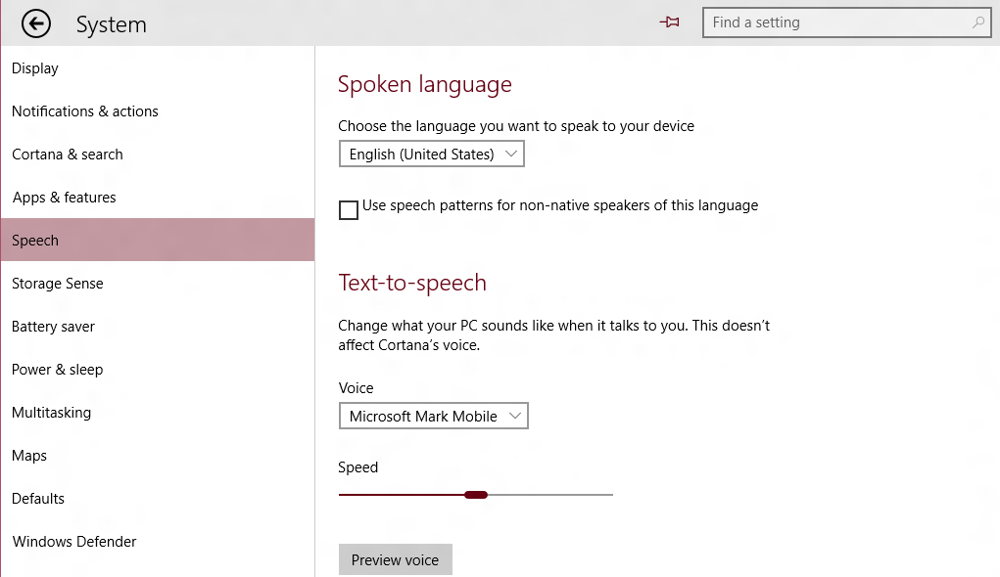 System
Find a setting
Display
Notifications & actions
Cortana & search
Apps & features
Speech
Storage Sense
Battery saver
Power & sleep
Multitasking
Maps
Defaults
Windows Defender
Spoken language
Choose the language you want to speak to your device
English (United States)
Use speech patterns for non-native speakers of this language
Text-to-speech
Change what your PC sounds like when it talks to you. This doesn't
affect Cortana's voice.
Voice
Microsoft Mark Mobile
Speed
Preview voice